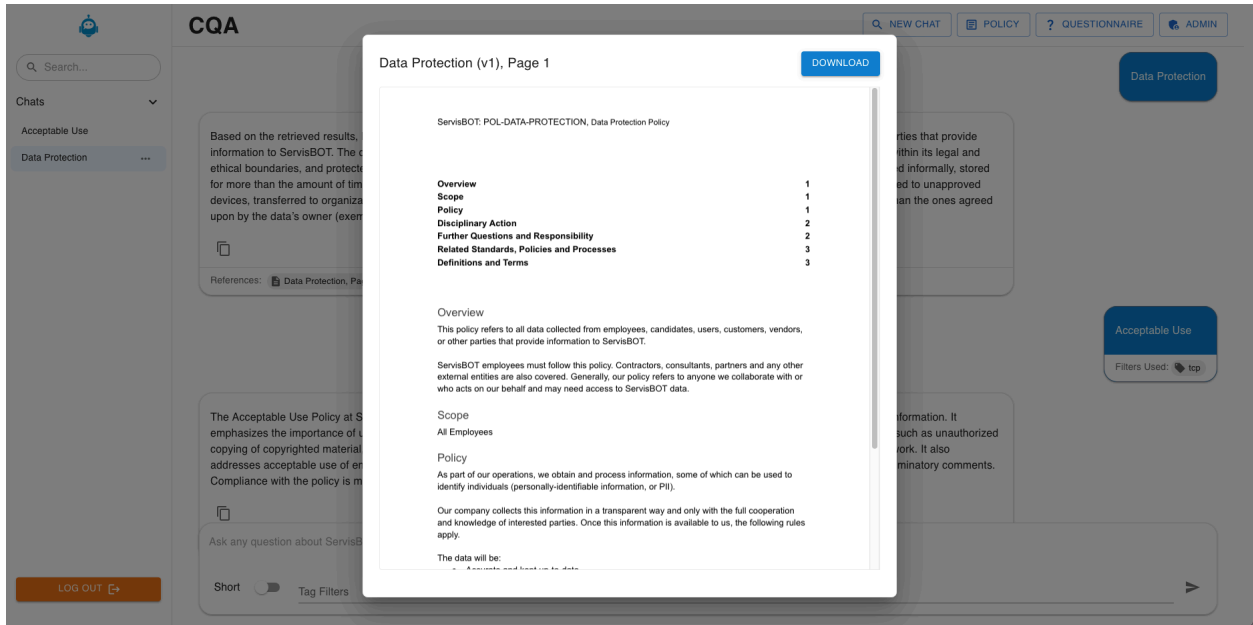 CQA
NEW CHAT
POLICY
? QUESTIONNAIRE
ADMIN
Search...
Chats
Acceptable Use
Data Protection
...
LOG OUT
Data Protection
Based on the retrieved results,
information to ServisBOT. The
ethical boundaries, and protecte
for more than the amount of tim
devices, transferred to organiza
upon by the data's owner (exem
rties that provide
ithin its legal and
ed informally, stored
ed to unapproved
an the ones agreed
References: Data Protection, Pa
Acceptable Use
Filters Used: tcp
The Acceptable Use Policy at S
emphasizes the importance of
copying of copyrighted material
addresses acceptable use of en
Compliance with the policy is m
formation. It
such as unauthorized
ork. It also
minatory comments.
Ask any question about ServisB
Short
Tag Filters
Data Protection (v1), Page 1
DOWNLOAD
ServisBOT: POL-DATA-PROTECTION, Data Protection Policy
Overview 1
Scope 1
Policy 1
Disciplinary Action 2
Further Questions and Responsibility 2
Related Standards, Policies and Processes 3
Definitions and Terms 3
Overview
This policy refers to all data collected from employees, candidates, users, customers, vendors,
or other parties that provide information to ServisBOT.
ServisBOT employees must follow this policy. Contractors, consultants, partners and any other
external entities are also covered. Generally, our policy refers to anyone we collaborate with or
who acts on our behalf and may need access to ServisBOT data.
Scope
All Employees
Policy
As part of our operations, we obtain and process information, some of which can be used to
identify individuals (personally-identifiable information, or PII).
Our company collects this information in a transparent way and only with the full cooperation
and knowledge of interested parties. Once this information is available to us, the following rules
apply.
The data will be:
Accurate and kept up to date